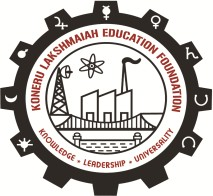 KONERU LAKSHMAIAH EDUCATION FOUNDATION
KNOWLEDGE • LEADERSHIP • UNIVERSALITY